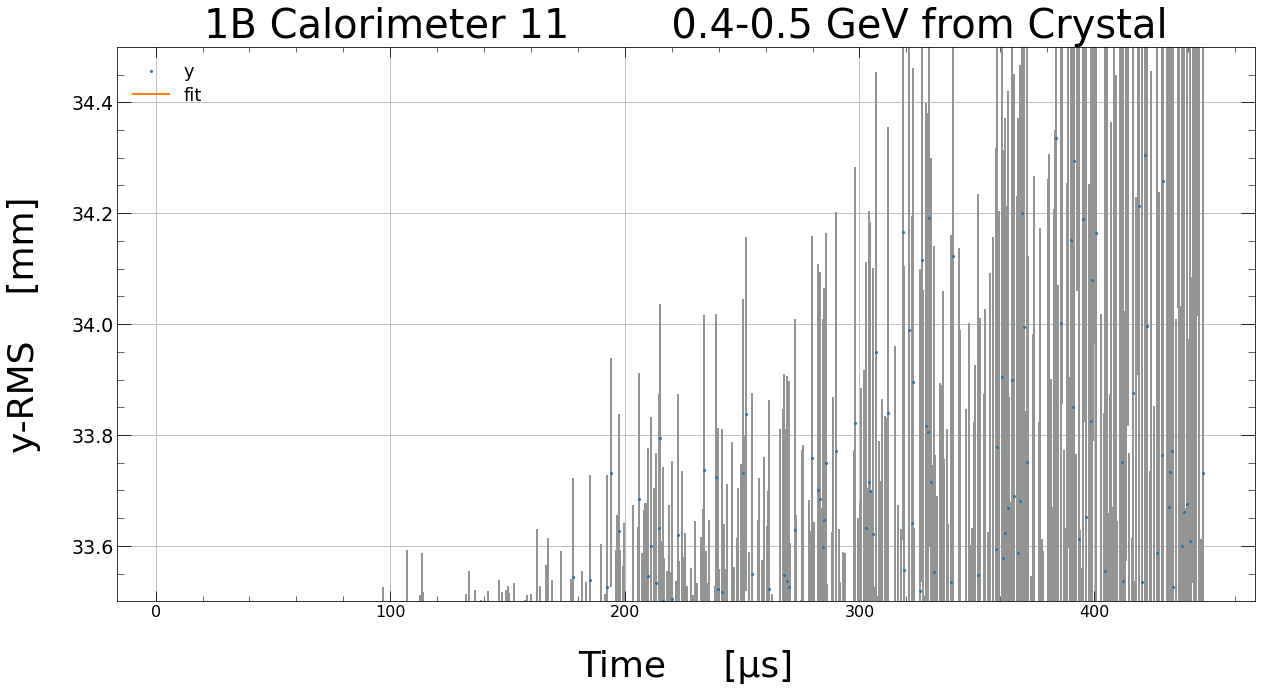 1B Calorimeter 11 0.4-0.5 GeV from Crystal
y
fit
34.4
34.2
34.0
33.8
33.6
y-RMS [mm]
0 100 200 300 400
Time [µs]